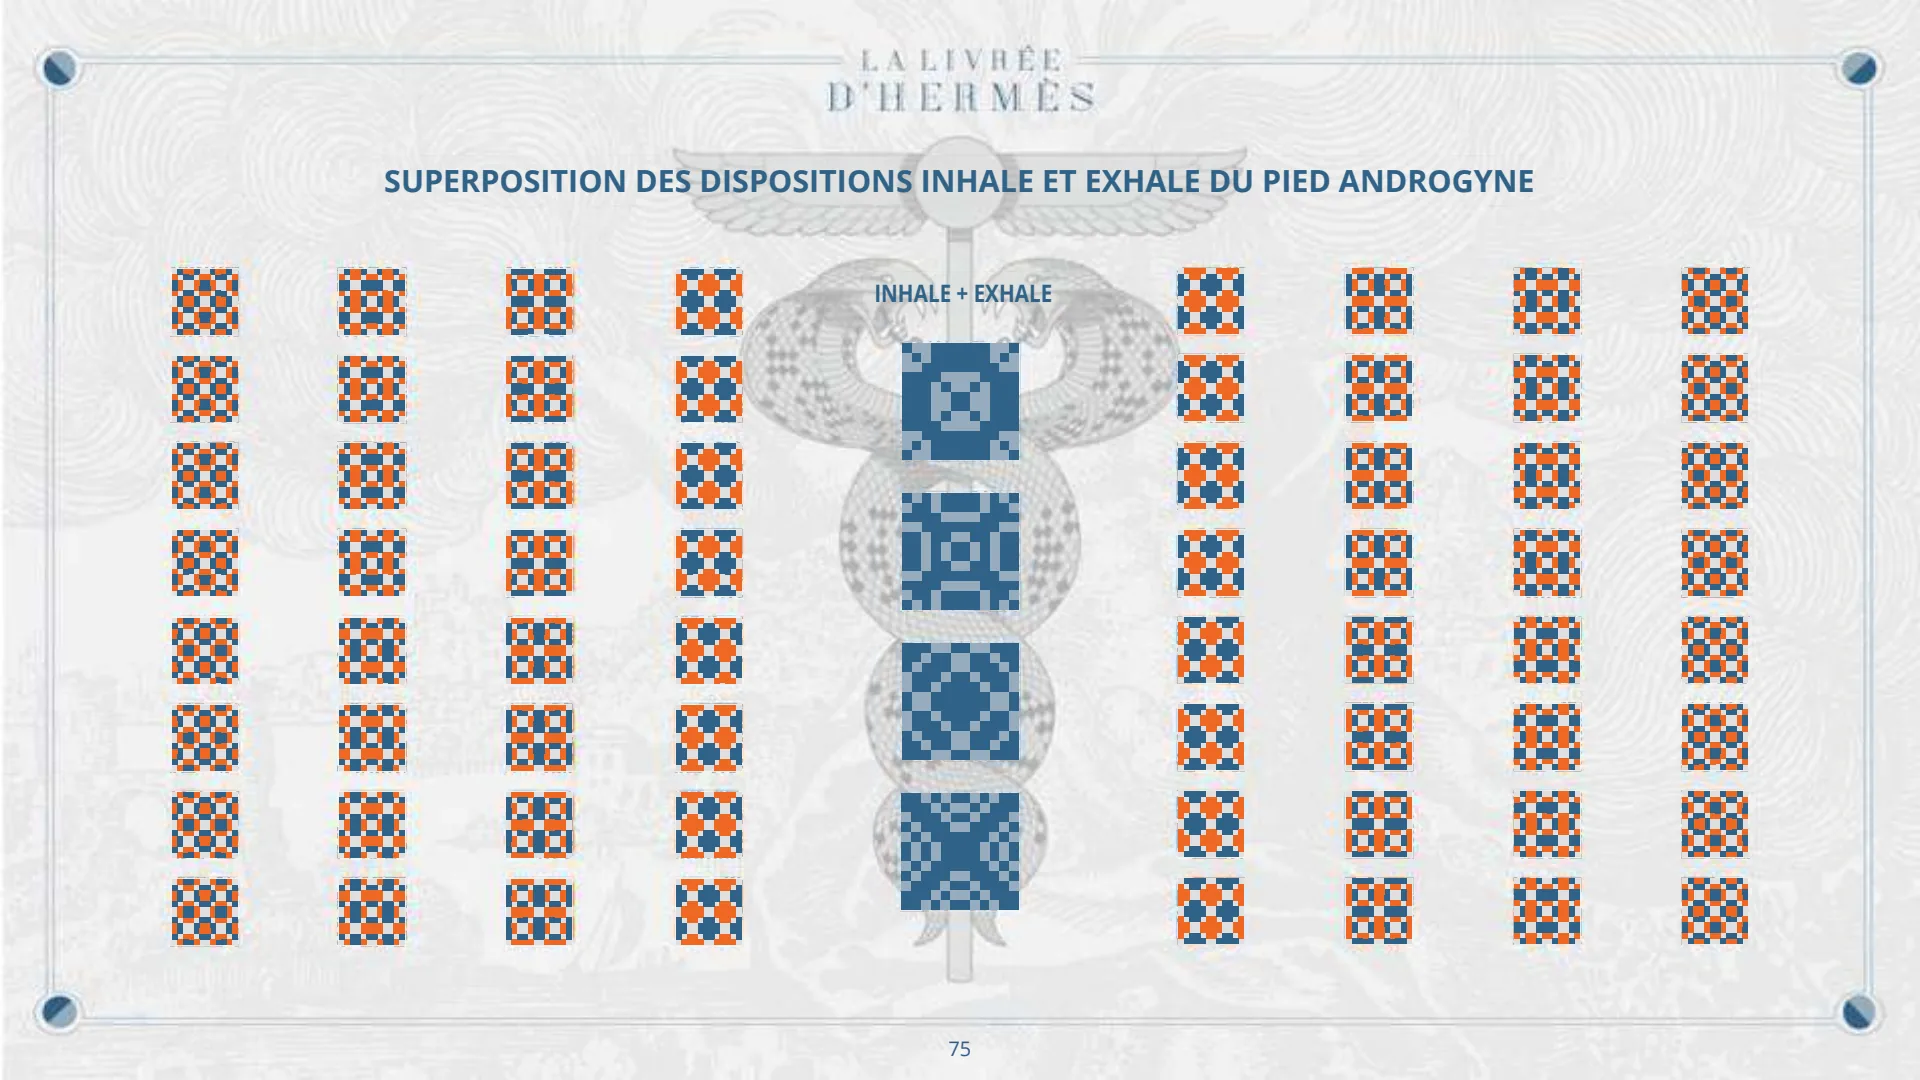 LA LIVRÉE
D'HERMÈS
SUPERPOSITION DES DISPOSITIONS INHALE ET EXHALE DU PIED ANDROGYNE
INHALE + EXHALE
75